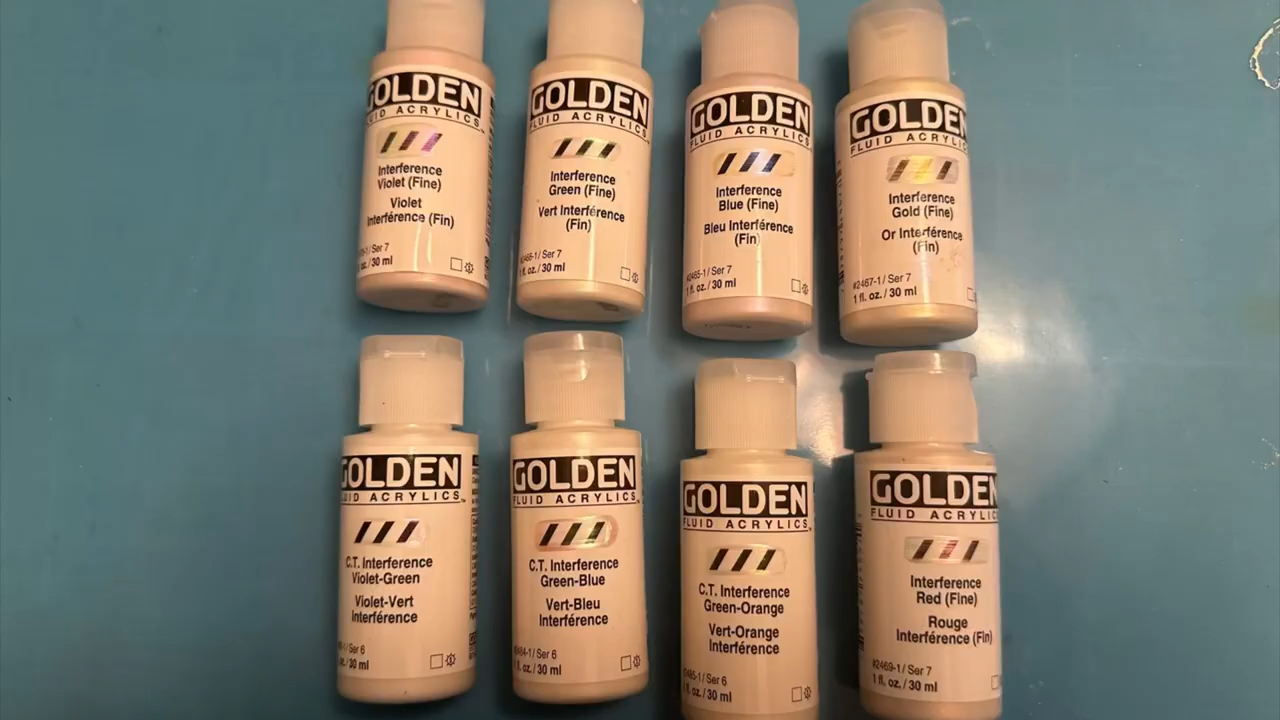 GOLDEN
FLUID ACRYLICS
Interference
Violet (Fine)
Violet
Interférence (Fin)
/ Ser 7
oz. / 30 ml
GOLDEN
FLUID ACRYLICS
Interference
Green (Fine)
Vert Interférence
(Fin)
/ Ser 7
1 fl. oz. / 30 ml
GOLDEN
FLUID ACRYLICS
Interference
Blue (Fine)
Bleu Interférence
(Fin)
#2465-1 / Ser 7
1 fl. oz. / 30 ml
GOLDEN
FLUID ACRYLICS
Interference
Gold (Fine)
Or Interférence
(Fin)
#2467-1 / Ser 7
1 fl. oz. / 30 ml
GOLDEN
FLUID ACRYLICS
C.T. Interference
Violet-Green
Violet-Vert
Interférence
/ Ser 6
oz. / 30 ml
GOLDEN
FLUID ACRYLICS™
C.T. Interference
Green-Blue
Vert-Bleu
Interférence
/ Ser 6
1 fl. oz. / 30 ml
GOLDEN
FLUID ACRYLICS
C.T. Interference
Green-Orange
Vert-Orange
Interférence
/ Ser 6
1 fl. oz. / 30 ml
GOLDEN
FLUID ACRYLICS
Interference
Red (Fine)
Rouge
Interférence (Fin)
#2469-1 / Ser 7
1 fl. oz. / 30 ml